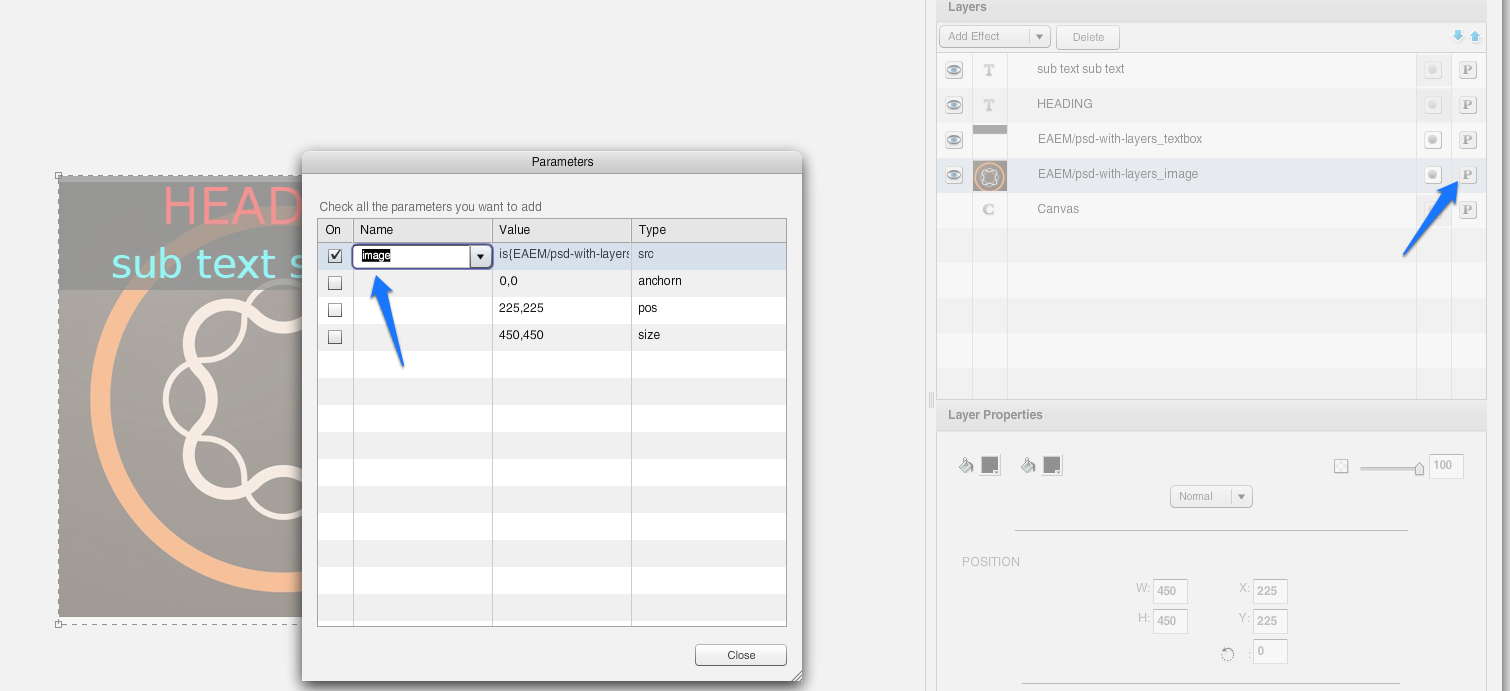 Layers
Add Effect
Delete
T sub text sub text P
T HEADING P
EAEM/psd-with-layers_textbox P
EAEM/psd-with-layers_image P
C Canvas P
HEAD
sub text s
Parameters
Check all the parameters you want to add
On Name Value Type
image is{EAEM/psd-with-layers src
0,0 anchorn
225,225 pos
450,450 size
Close
Layer Properties
100
Normal
POSITION
W: 450 X: 225
H: 450 Y: 225
: 0